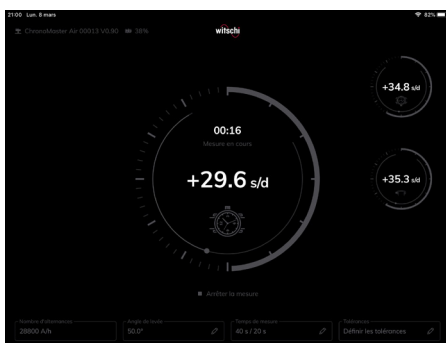 21:00 Lun. 8 mars 82%
ChronoMaster Air 00013 V0.90 38%
witschi
+34.8 s/d
00:16
Mesure en cours
+29.6 s/d
+35.3 s/d
Arrêter la mesure
Nombre d'alternances
28800 A/h
Angle de levée
50.0°
Temps de mesure
40 s / 20 s
Tolérances
Définir les tolérances